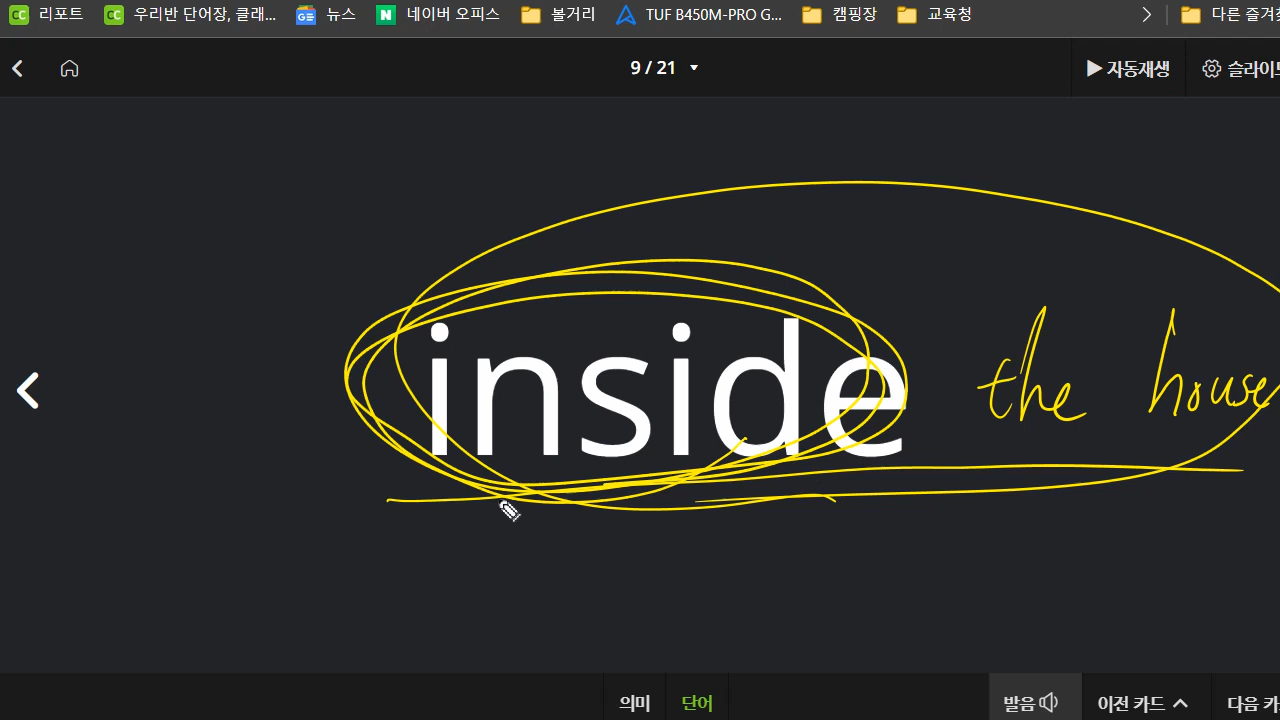 리포트 우리반 단어장, 클래... 뉴스 네이버 오피스 볼거리 TUF B450M-PRO G... 캠핑장 교육청 다른 즐겨찾
9 / 21 자동재생 슬라이드
inside the house
의미 단어 발음 이전 카드 다음 카